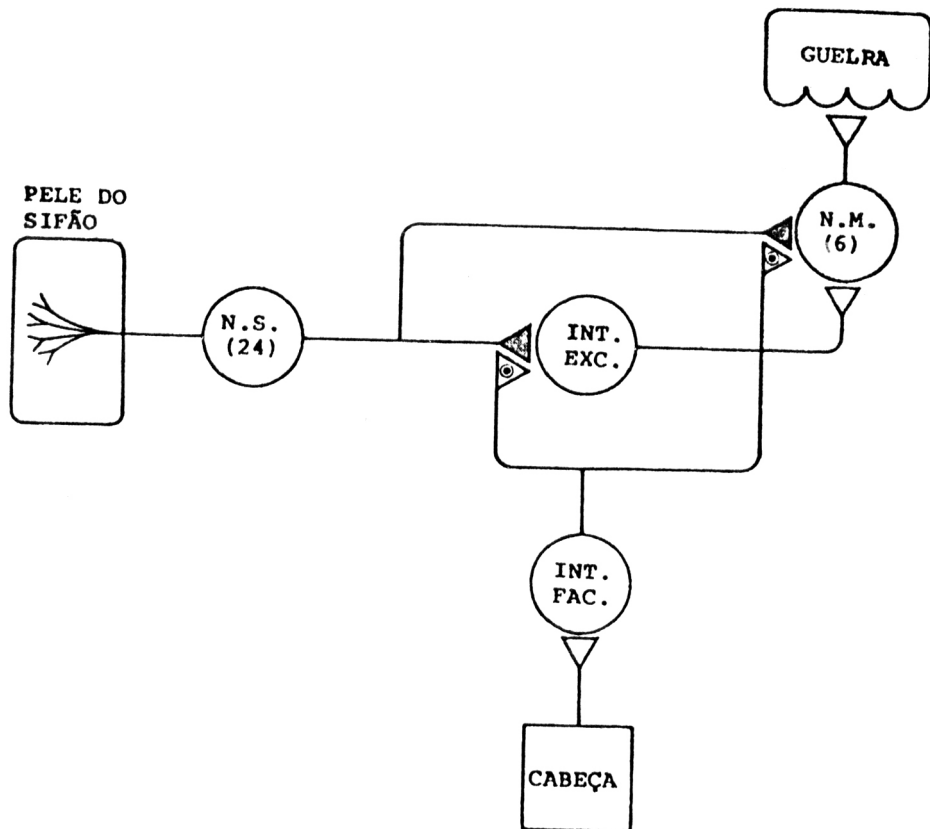 GUELRA
PELE DO
SIFÃO
N.M.
(6)
N.S.
(24)
INT.
EXC.
INT.
FAC.
CABEÇA